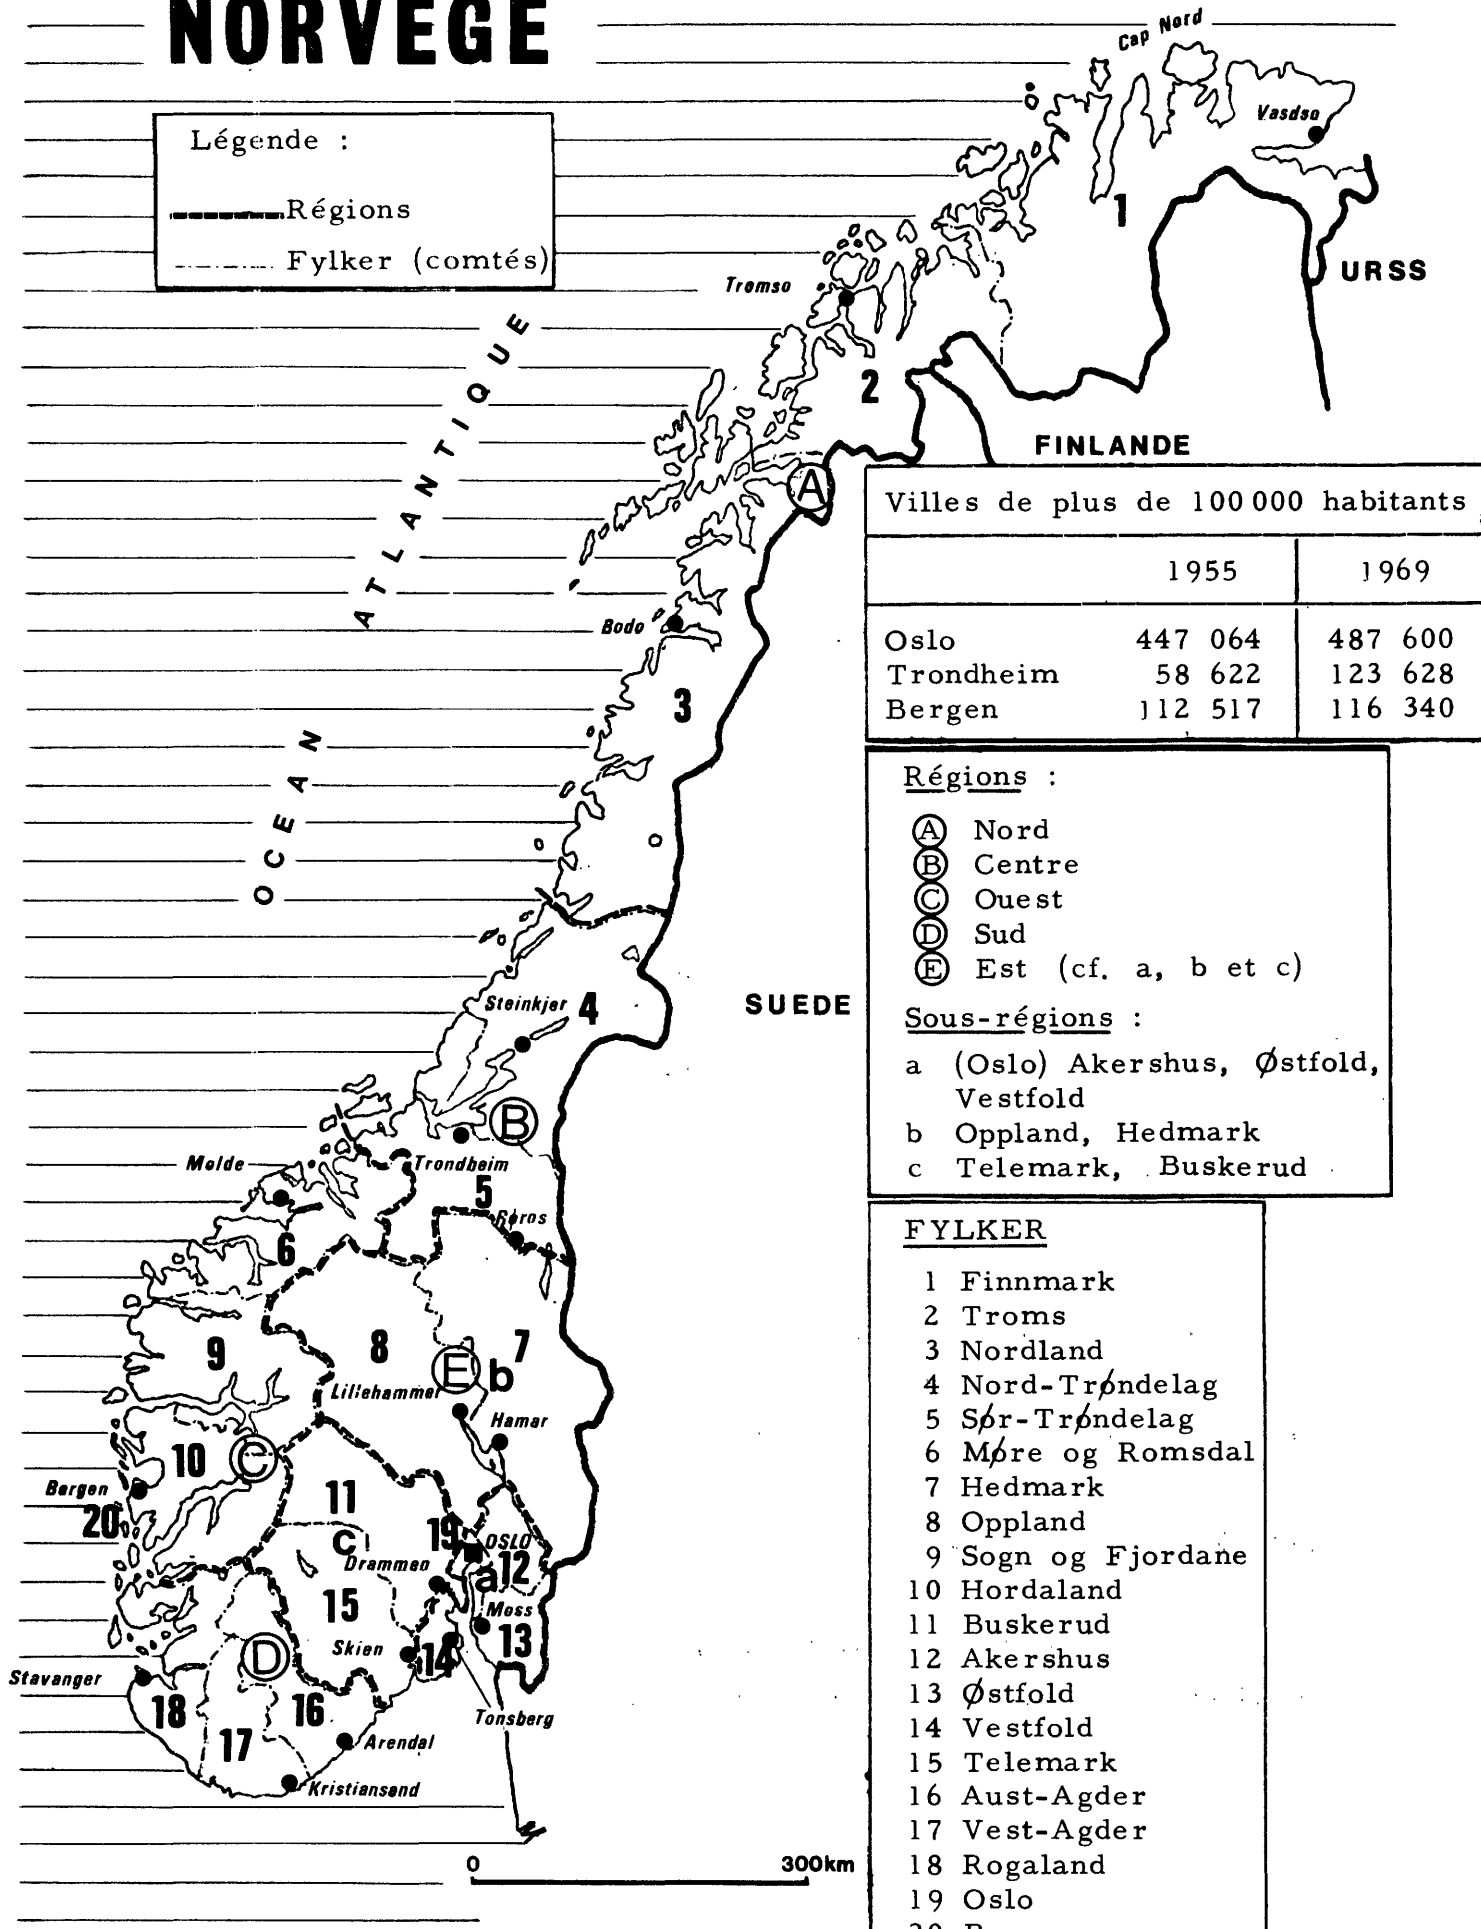 NORVEGE
Légende :
Régions
Fylker (comtés)
OCEAN ATLANTIQUE
Cap Nord
Vasdso
1
URSS
Tromso
2
FINLANDE
A
Bodo
3
Villes de plus de 100 000 habitants
1955 1969
Oslo 447 064 487 600
Trondheim 58 622 123 628
Bergen 112 517 116 340
Régions :
A Nord
B Centre
C Ouest
D Sud
E Est (cf. a, b et c)
Sous-régions :
a (Oslo) Akershus, Østfold,
Vestfold
b Oppland, Hedmark
c Telemark, Buskerud
FYLKER
1 Finnmark
2 Troms
3 Nordland
4 Nord-Trøndelag
5 Sør-Trøndelag
6 Møre og Romsdal
7 Hedmark
8 Oppland
9 Sogn og Fjordane
10 Hordaland
11 Buskerud
12 Akershus
13 Østfold
14 Vestfold
15 Telemark
16 Aust-Agder
17 Vest-Agder
18 Rogaland
19 Oslo
SUEDE
Steinkjer 4
B
Molde
Trondheim
5
Røros
6
9
8
7
E b
Lillehammer
Hamar
10
C
Bergen
20
11
19
OSLO
c
Drammen
a 12
15
Moss
Skien
14
13
D
Stavanger
18
16
Tonsberg
17
Arendal
Kristiansand
0 300km